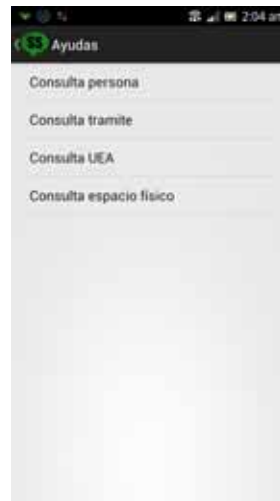 2:04 am
Ayudas
Consulta persona
Consulta tramite
Consulta UEA
Consulta espacio físico